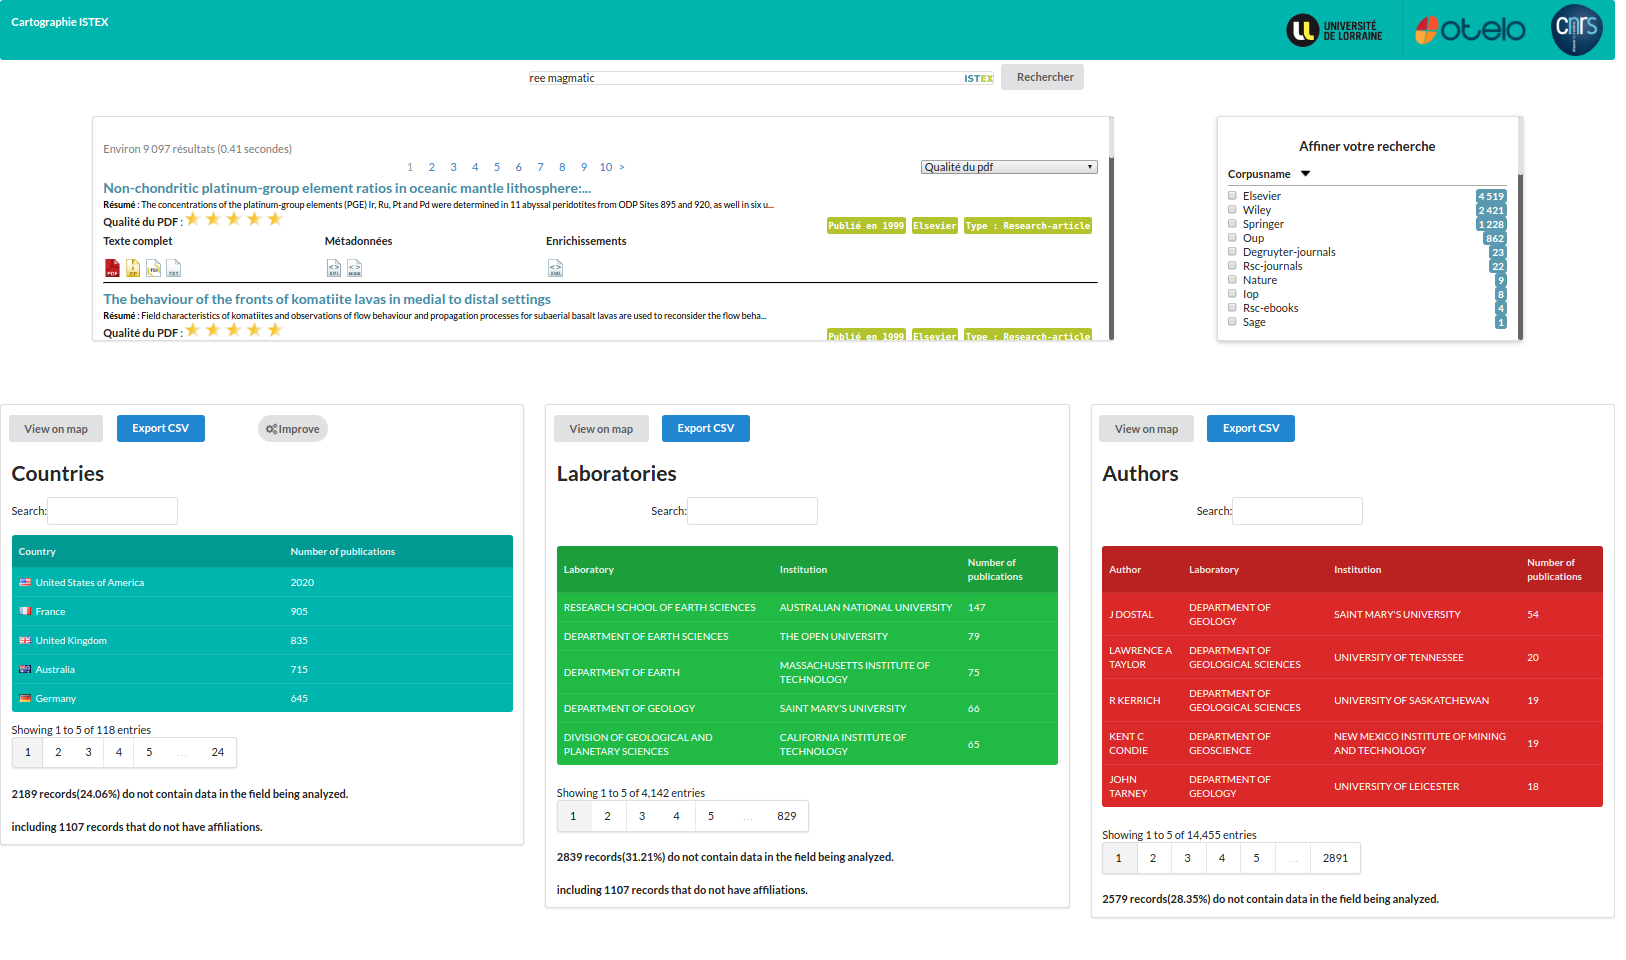 Cartographie ISTEX
UNIVERSITÉ
DE LORRAINE
otelo
cnrs
ree magmatic
ISTEX
Rechercher
Environ 9 097 résultats (0.41 secondes)
1 2 3 4 5 6 7 8 9 10 >
Qualité du pdf
Non-chondritic platinum-group element ratios in oceanic mantle lithosphere:...
Résumé : The concentrations of the platinum-group elements (PGE) Ir, Ru, Pt and Pd were determined in 11 abyssal peridotites from ODP Sites 895 and 920, as well in six u...
Qualité du PDF :
Publié en 1999 Elsevier Type : Research-article
Texte complet Métadonnées Enrichissements
The behaviour of the fronts of komatiite lavas in medial to distal settings
Résumé : Field characteristics of komatiites and observations of flow behaviour and propagation processes for subaerial basalt lavas are used to reconsider the flow beha...
Qualité du PDF :
Publié en 1999 Elsevier Type : Research-article
Affiner votre recherche
Corpusname
Elsevier 4 519
Wiley 2 421
Springer 1 228
Oup 862
Degruyter-journals 23
Rsc-journals 22
Nature 9
Iop 8
Rsc-ebooks 4
Sage 1
View on map Export CSV Improve
Countries
Search:
Country Number of publications
United States of America 2020
France 905
United Kingdom 835
Australia 715
Germany 645
Showing 1 to 5 of 118 entries
1 2 3 4 5 ... 24
2189 records(24.06%) do not contain data in the field being analyzed.
including 1107 records that do not have affiliations.
View on map Export CSV
Laboratories
Search:
Laboratory Institution Number of
publications
RESEARCH SCHOOL OF EARTH SCIENCES AUSTRALIAN NATIONAL UNIVERSITY 147
DEPARTMENT OF EARTH SCIENCES THE OPEN UNIVERSITY 79
DEPARTMENT OF EARTH MASSACHUSETTS INSTITUTE OF
TECHNOLOGY 75
DEPARTMENT OF GEOLOGY SAINT MARY'S UNIVERSITY 66
DIVISION OF GEOLOGICAL AND CALIFORNIA INSTITUTE OF
PLANETARY SCIENCES TECHNOLOGY 65
Showing 1 to 5 of 4,142 entries
1 2 3 4 5 ... 829
2839 records(31.21%) do not contain data in the field being analyzed.
including 1107 records that do not have affiliations.
View on map Export CSV
Authors
Search:
Author Laboratory Institution Number of
publications
J DOSTAL DEPARTMENT OF
GEOLOGY SAINT MARY'S UNIVERSITY 54
LAWRENCE A DEPARTMENT OF
TAYLOR GEOLOGICAL SCIENCES UNIVERSITY OF TENNESSEE 20
R KERRICH DEPARTMENT OF
GEOLOGICAL SCIENCES UNIVERSITY OF SASKATCHEWAN 19
KENT C DEPARTMENT OF NEW MEXICO INSTITUTE OF MINING
CONDIE GEOSCIENCE AND TECHNOLOGY 19
JOHN DEPARTMENT OF
TARNEY GEOLOGY UNIVERSITY OF LEICESTER 18
Showing 1 to 5 of 14,455 entries
1 2 3 4 5 ... 2891
2579 records(28.35%) do not contain data in the field being analyzed.